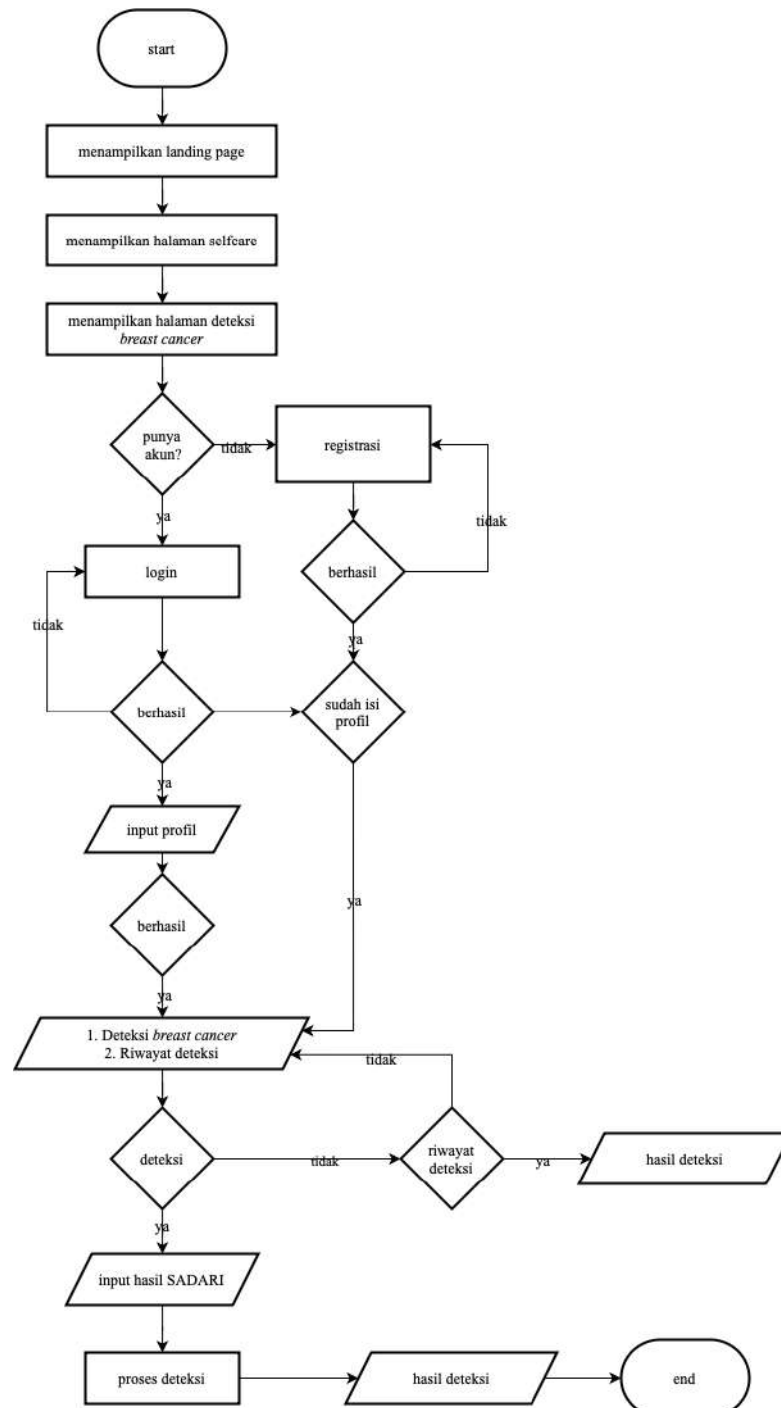 start
menampilkan landing page
menampilkan halaman selfcare
menampilkan halaman deteksi
breast cancer
punya
akun?
tidak
registrasi
tidak
ya
login
berhasil
tidak
ya
sudah isi
profil
berhasil
ya
input profil
ya
berhasil
ya
1. Deteksi breast cancer
2. Riwayat deteksi
tidak
deteksi
tidak
riwayat
deteksi
ya
hasil deteksi
ya
input hasil SADARI
proses deteksi
hasil deteksi
end